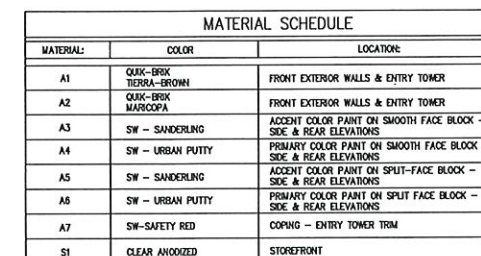 MATERIAL SCHEDULE
MATERIAL: COLOR LOCATION:
A1 QUIK-BRIK TIERRA-BROWN FRONT EXTERIOR WALLS & ENTRY TOWER
A2 QUIK-BRIK MARICOPA FRONT EXTERIOR WALLS & ENTRY TOWER
A3 SW - SANDERLING ACCENT COLOR PAINT ON SMOOTH FACE BLOCK -
SIDE & REAR ELEVATIONS
A4 SW - URBAN PUTTY PRIMARY COLOR PAINT ON SMOOTH FACE BLOCK
SIDE & REAR ELEVATIONS
A5 SW - SANDERLING ACCENT COLOR PAINT ON SPLIT-FACE BLOCK -
SIDE & REAR ELEVATIONS
A6 SW - URBAN PUTTY PRIMARY COLOR PAINT ON SPLIT FACE BLOCK -
SIDE & REAR ELEVATIONS
A7 SW-SAFETY RED COPING - ENTRY TOWER TRIM
S1 CLEAR ANODIZED STOREFRONT